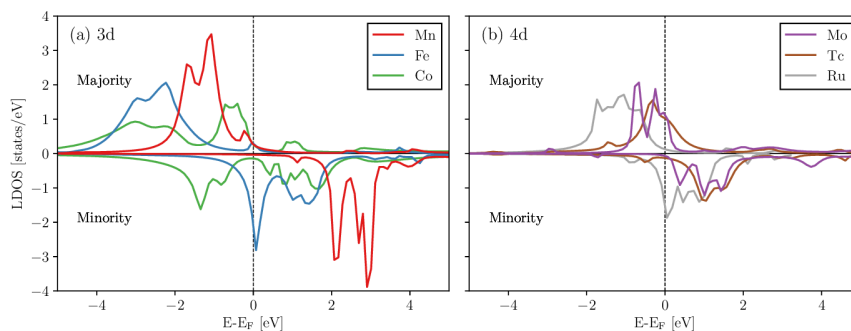 (a) 3d
Mn
Fe
Co
Majority
Minority
LDOS [states/eV]
4
3
2
1
0
−1
−2
−3
−4
−4
−2
0
2
4
E-E_F [eV]
(b) 4d
Mo
Tc
Ru
Majority
Minority
−4
−2
0
2
4
E-E_F [eV]